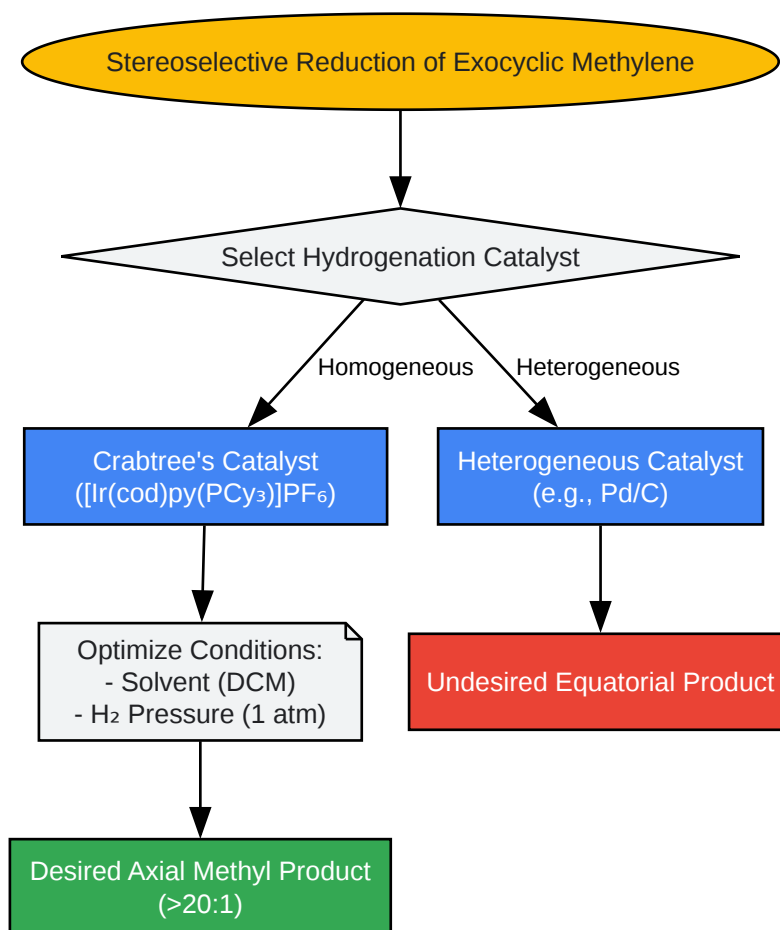 Stereoselective Reduction of Exocyclic Methylene
Select Hydrogenation Catalyst
Homogeneous
Heterogeneous
Crabtree's Catalyst
([Ir(cod)py(PCy₃)]PF₆)
Heterogeneous Catalyst
(e.g., Pd/C)
Optimize Conditions:
- Solvent (DCM)
- H₂ Pressure (1 atm)
Undesired Equatorial Product
Desired Axial Methyl Product
(>20:1)